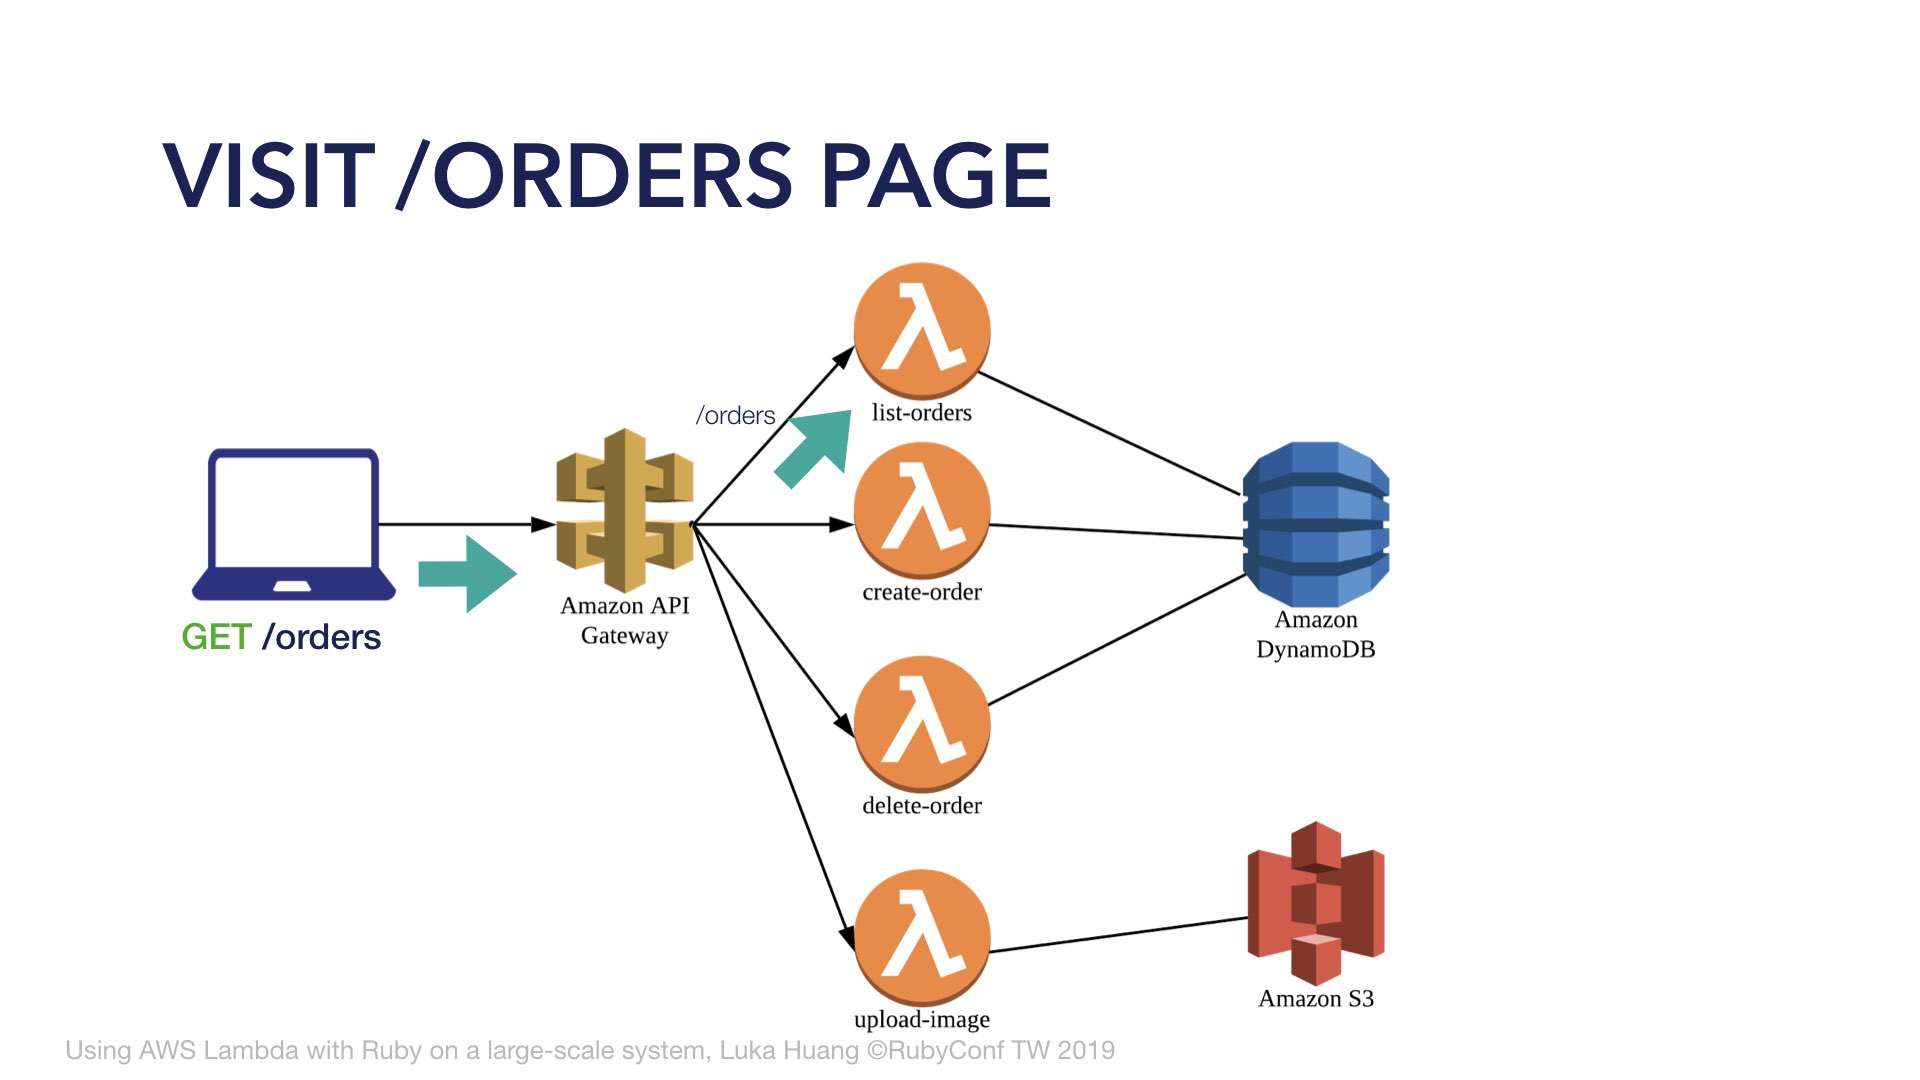 VISIT /ORDERS PAGE
/orders
list-orders
GET /orders
Amazon API
Gateway
create-order
Amazon
DynamoDB
delete-order
upload-image
Amazon S3
Using AWS Lambda with Ruby on a large-scale system, Luka Huang ©RubyConf TW 2019